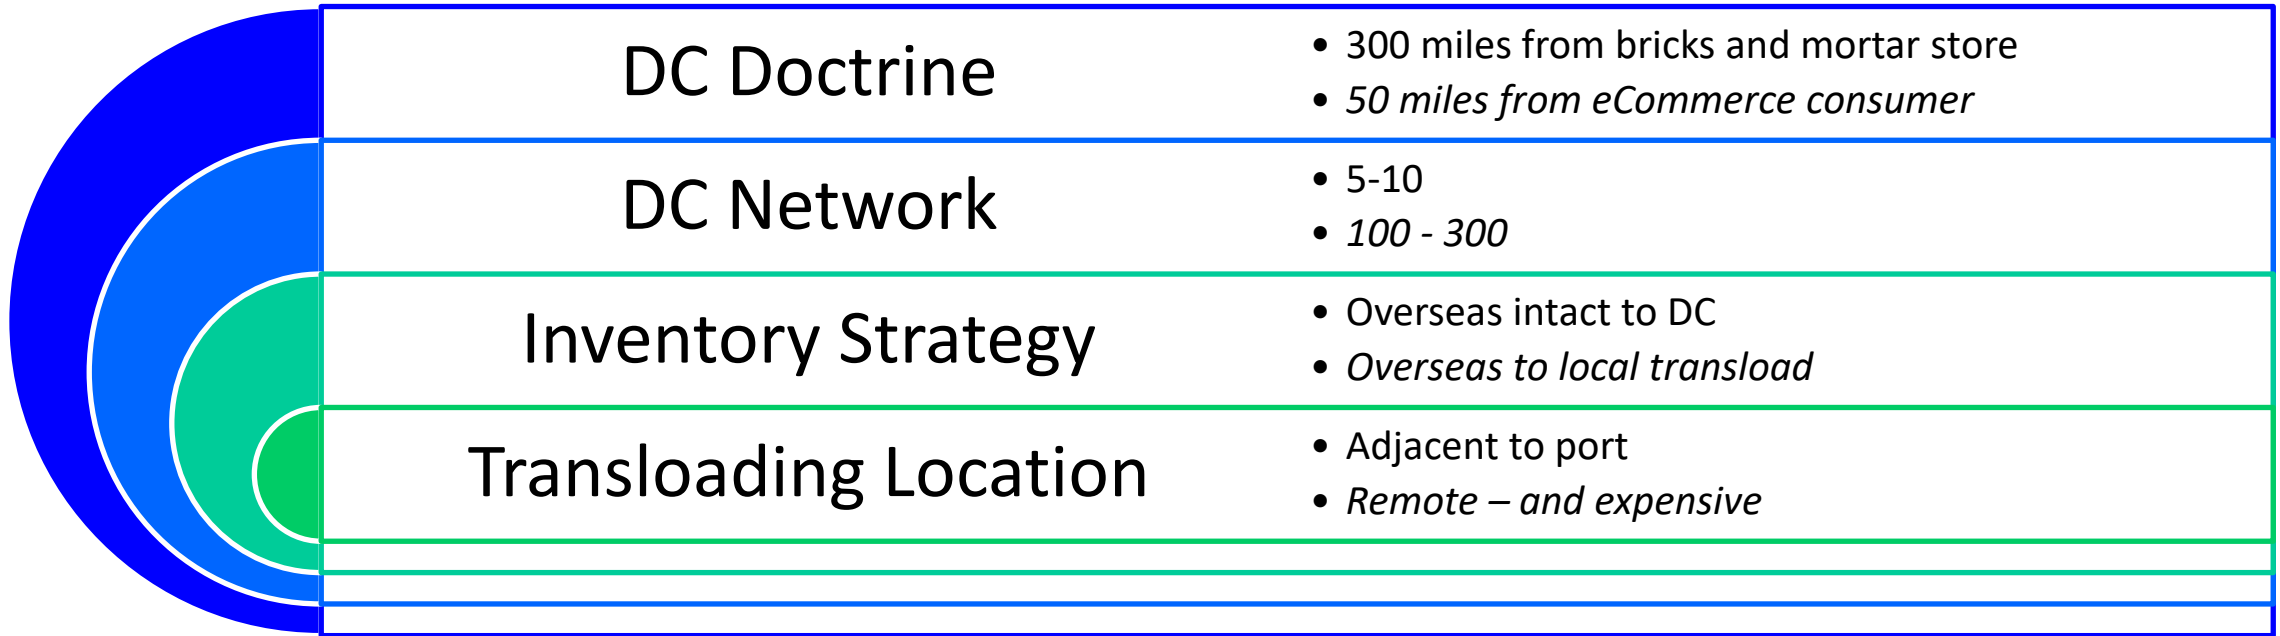 DC Doctrine
• 300 miles from bricks and mortar store
• 50 miles from eCommerce consumer
DC Network
• 5-10
• 100 - 300
Inventory Strategy
• Overseas intact to DC
• Overseas to local transload
Transloading Location
• Adjacent to port
• Remote – and expensive